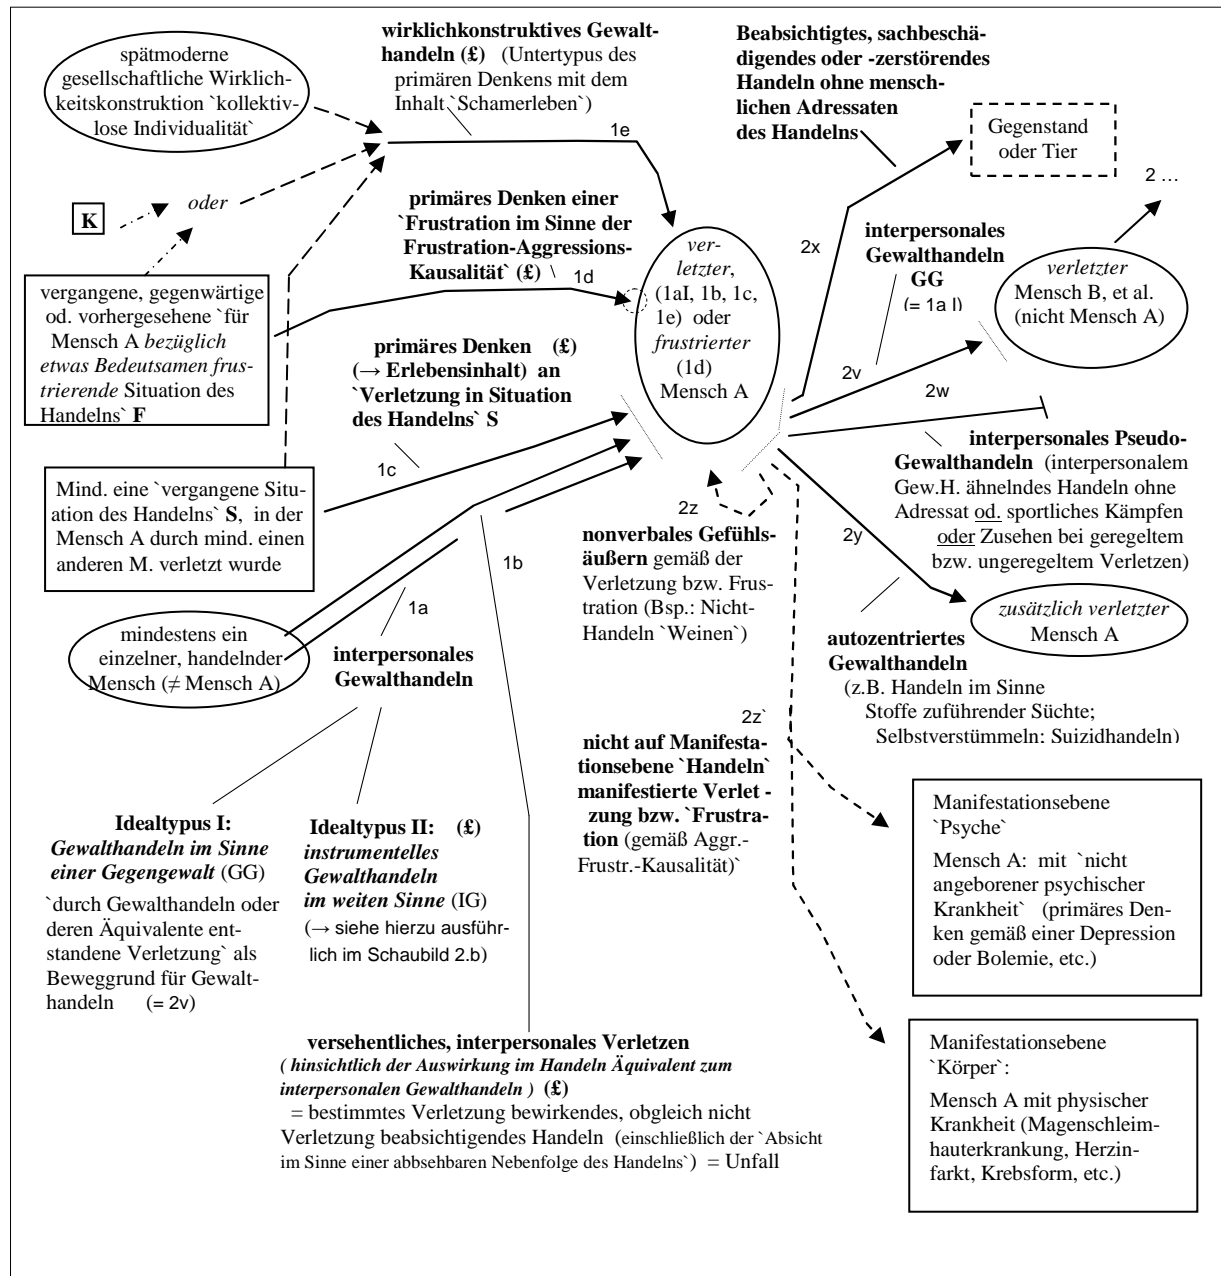 spätmoderne
gesellschaftliche Wirklich-
keitskonstruktion `kollektiv-
lose Individualität`
wirklichkonstruktives Gewalt-
handeln (£)  (Untertypus des
primären Denkens mit dem
Inhalt `Schamerleben`)
1e
Beabsichtigtes, sachbeschä-
digendes oder -zerstörendes
Handeln ohne mensch-
lichen Adressaten
des Handelns
Gegenstand
oder Tier
2 ...
K
oder
primäres Denken einer
`Frustration im Sinne der
Frustration-Aggressions-
Kausalität` (£)
1d
ver-
letzter,
(1aI, 1b, 1c,
1e)  oder
frustrierter
(1d)
Mensch A
2x
interpersonales
Gewalthandeln
GG
(= 1a I)
verletzter
Mensch B, et al.
(nicht Mensch A)
vergangene, gegenwärtige
od. vorhergesehene `für
Mensch A bezüglich
etwas Bedeutsamen frus-
trierende Situation des
Handelns` F
primäres Denken    (£)
(→ Erlebensinhalt)  an
`Verletzung in Situation
des Handelns`  S
2v
2w
1c
Mind. eine `vergangene Situ-
ation des Handelns` S,  in der
Mensch A durch mind. einen
anderen M. verletzt wurde
interpersonales Pseudo-
Gewalthandeln  (interpersonalem
Gew.H. ähnelndes Handeln ohne
Adressat od. sportliches Kämpfen
oder Zusehen bei geregeltem
bzw. ungeregeltem Verletzen)
2z
nonverbales Gefühls-
äußern gemäß der
Verletzung bzw. Frus-
tration (Bsp.: Nicht-
Handeln `Weinen`)
2y
1b
1a
mindestens ein
einzelner, handelnder
Mensch (≠ Mensch A)
interpersonales
Gewalthandeln
zusätzlich verletzter
Mensch A
autozentriertes
Gewalthandeln
(z.B. Handeln im Sinne
Stoffe zuführender Süchte;
Selbstverstümmeln; Suizidhandeln)
2z`
nicht auf Manifesta-
tionsebene `Handeln`
manifestierte Verlet -
zung bzw. `Frustra-
tion (gemäß Aggr.-
Frustr.-Kausalität)`
Idealtypus I:
Gewalthandeln im Sinne
einer Gegengewalt (GG)
`durch Gewalthandeln oder
deren Äquivalente ent-
standene Verletzung` als
Beweggrund für Gewalt-
handeln     (= 2v)
Idealtypus II:    (£)
instrumentelles
Gewalthandeln
im weiten Sinne (IG)
(→ siehe hierzu ausführ-
lich im Schaubild 2.b)
Manifestationsebene
`Psyche`
Mensch A:  mit `nicht
angeborener psychischer
Krankheit`   (primäres Den-
ken gemäß einer Depression
oder Bolemie, etc.)
versehentliches, interpersonales Verletzen
( hinsichtlich der Auswirkung im Handeln Äquivalent zum
interpersonalen Gewalthandeln )  (£)
= bestimmtes Verletzung bewirkendes, obgleich nicht
Verletzung beabsichtigendes Handeln  (einschließlich der `Absicht
im Sinne einer abbsehbaren Nebenfolge des Handelns`)  = Unfall
Manifestationsebene
`Körper`:
Mensch A mit physischer
Krankheit (Magenschleim-
hauterkrankung, Herzin-
farkt, Krebsform, etc.)